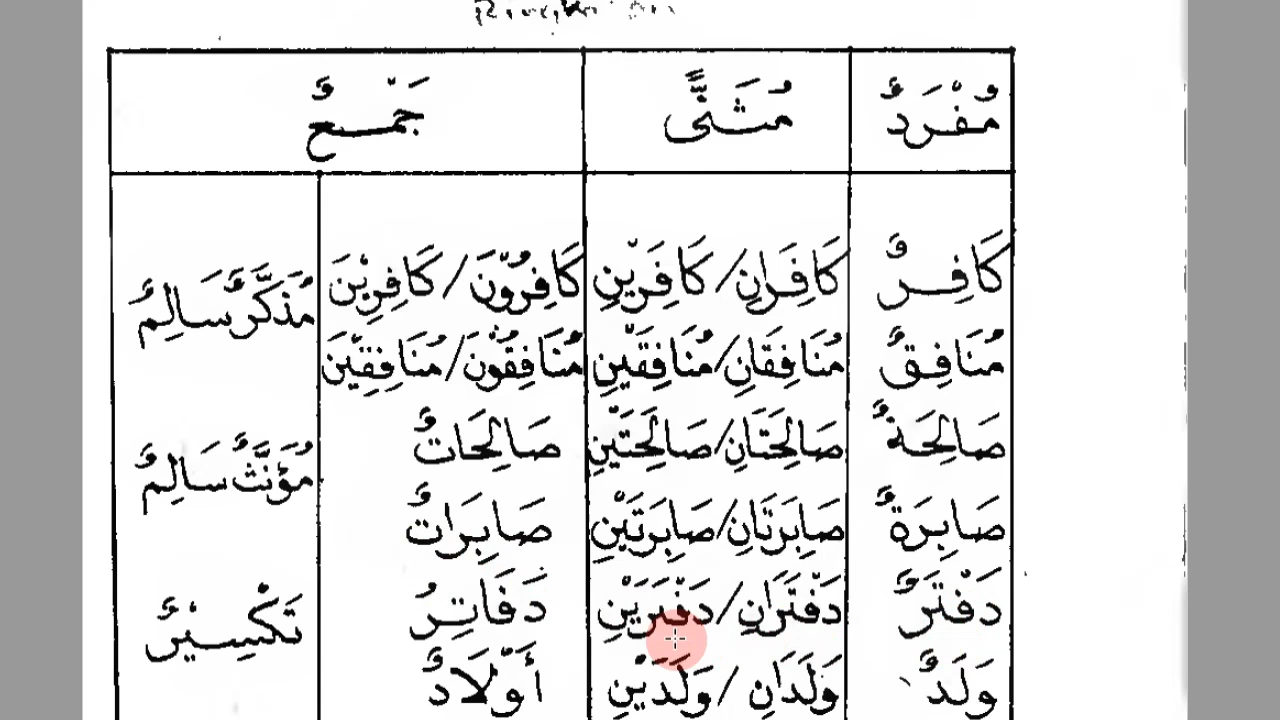 مُفْرَدٌ مُثَنًّى جَمْعٌ
كَافِرٌ كَافِرَانِ/كَافِرَيْنِ كَافِرُوْنَ/كَافِرِيْنَ مُذَكَّرٌ سَالِمٌ
مُنَافِقٌ مُنَافِقَانِ/مُنَافِقَيْنِ مُنَافِقُوْنَ/مُنَافِقِيْنَ
صَالِحَةٌ صَالِحَتَانِ/صَالِحَتَيْنِ صَالِحَاتٌ مُؤَنَّثٌ سَالِمٌ
صَابِرَةٌ صَابِرَتَانِ/صَابِرَتَيْنِ صَابِرَاتٌ
دَفْتَرٌ دَفْتَرَانِ/دَفْتَرَيْنِ دَفَاتِرُ تَكْسِيْرٌ
وَلَدٌ وَلَدَانِ/وَلَدَيْنِ أَوْلَادٌ